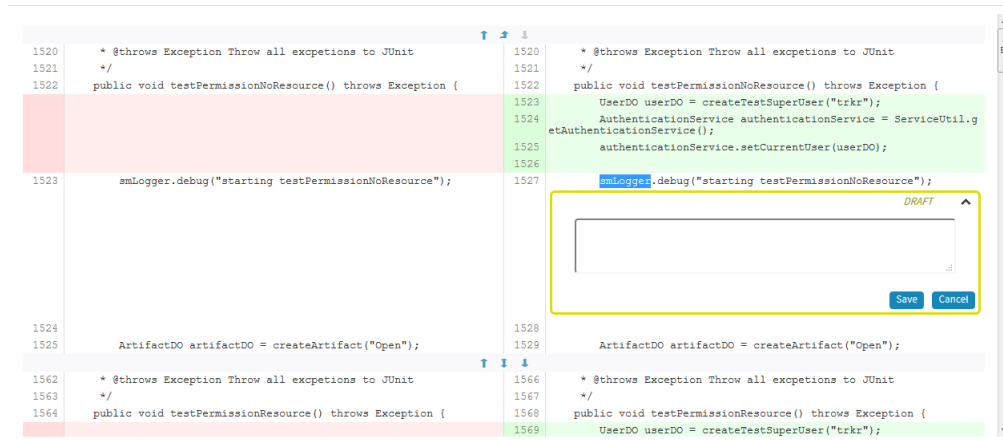 1520 * @throws Exception Throw all excpetions to JUnit 1520 * @throws Exception Throw all excpetions to JUnit
1521 */ 1521 */
1522 public void testPermissionNoResource() throws Exception { 1522 public void testPermissionNoResource() throws Exception {
1523 UserDO userDO = createTestSuperUser("trkr");
1524 AuthenticationService authenticationService = ServiceUtil.g
etAuthenticationService();
1525 authenticationService.setCurrentUser(userDO);
1526
1523 smLogger.debug("starting testPermissionNoResource"); 1527 smLogger.debug("starting testPermissionNoResource");
DRAFT
Save Cancel
1524 1528
1525 ArtifactDO artifactDO = createArtifact("Open"); 1529 ArtifactDO artifactDO = createArtifact("Open");
1562 * @throws Exception Throw all excpetions to JUnit 1566 * @throws Exception Throw all excpetions to JUnit
1563 */ 1567 */
1564 public void testPermissionResource() throws Exception { 1568 public void testPermissionResource() throws Exception {
1569 UserDO userDO = createTestSuperUser("trkr");